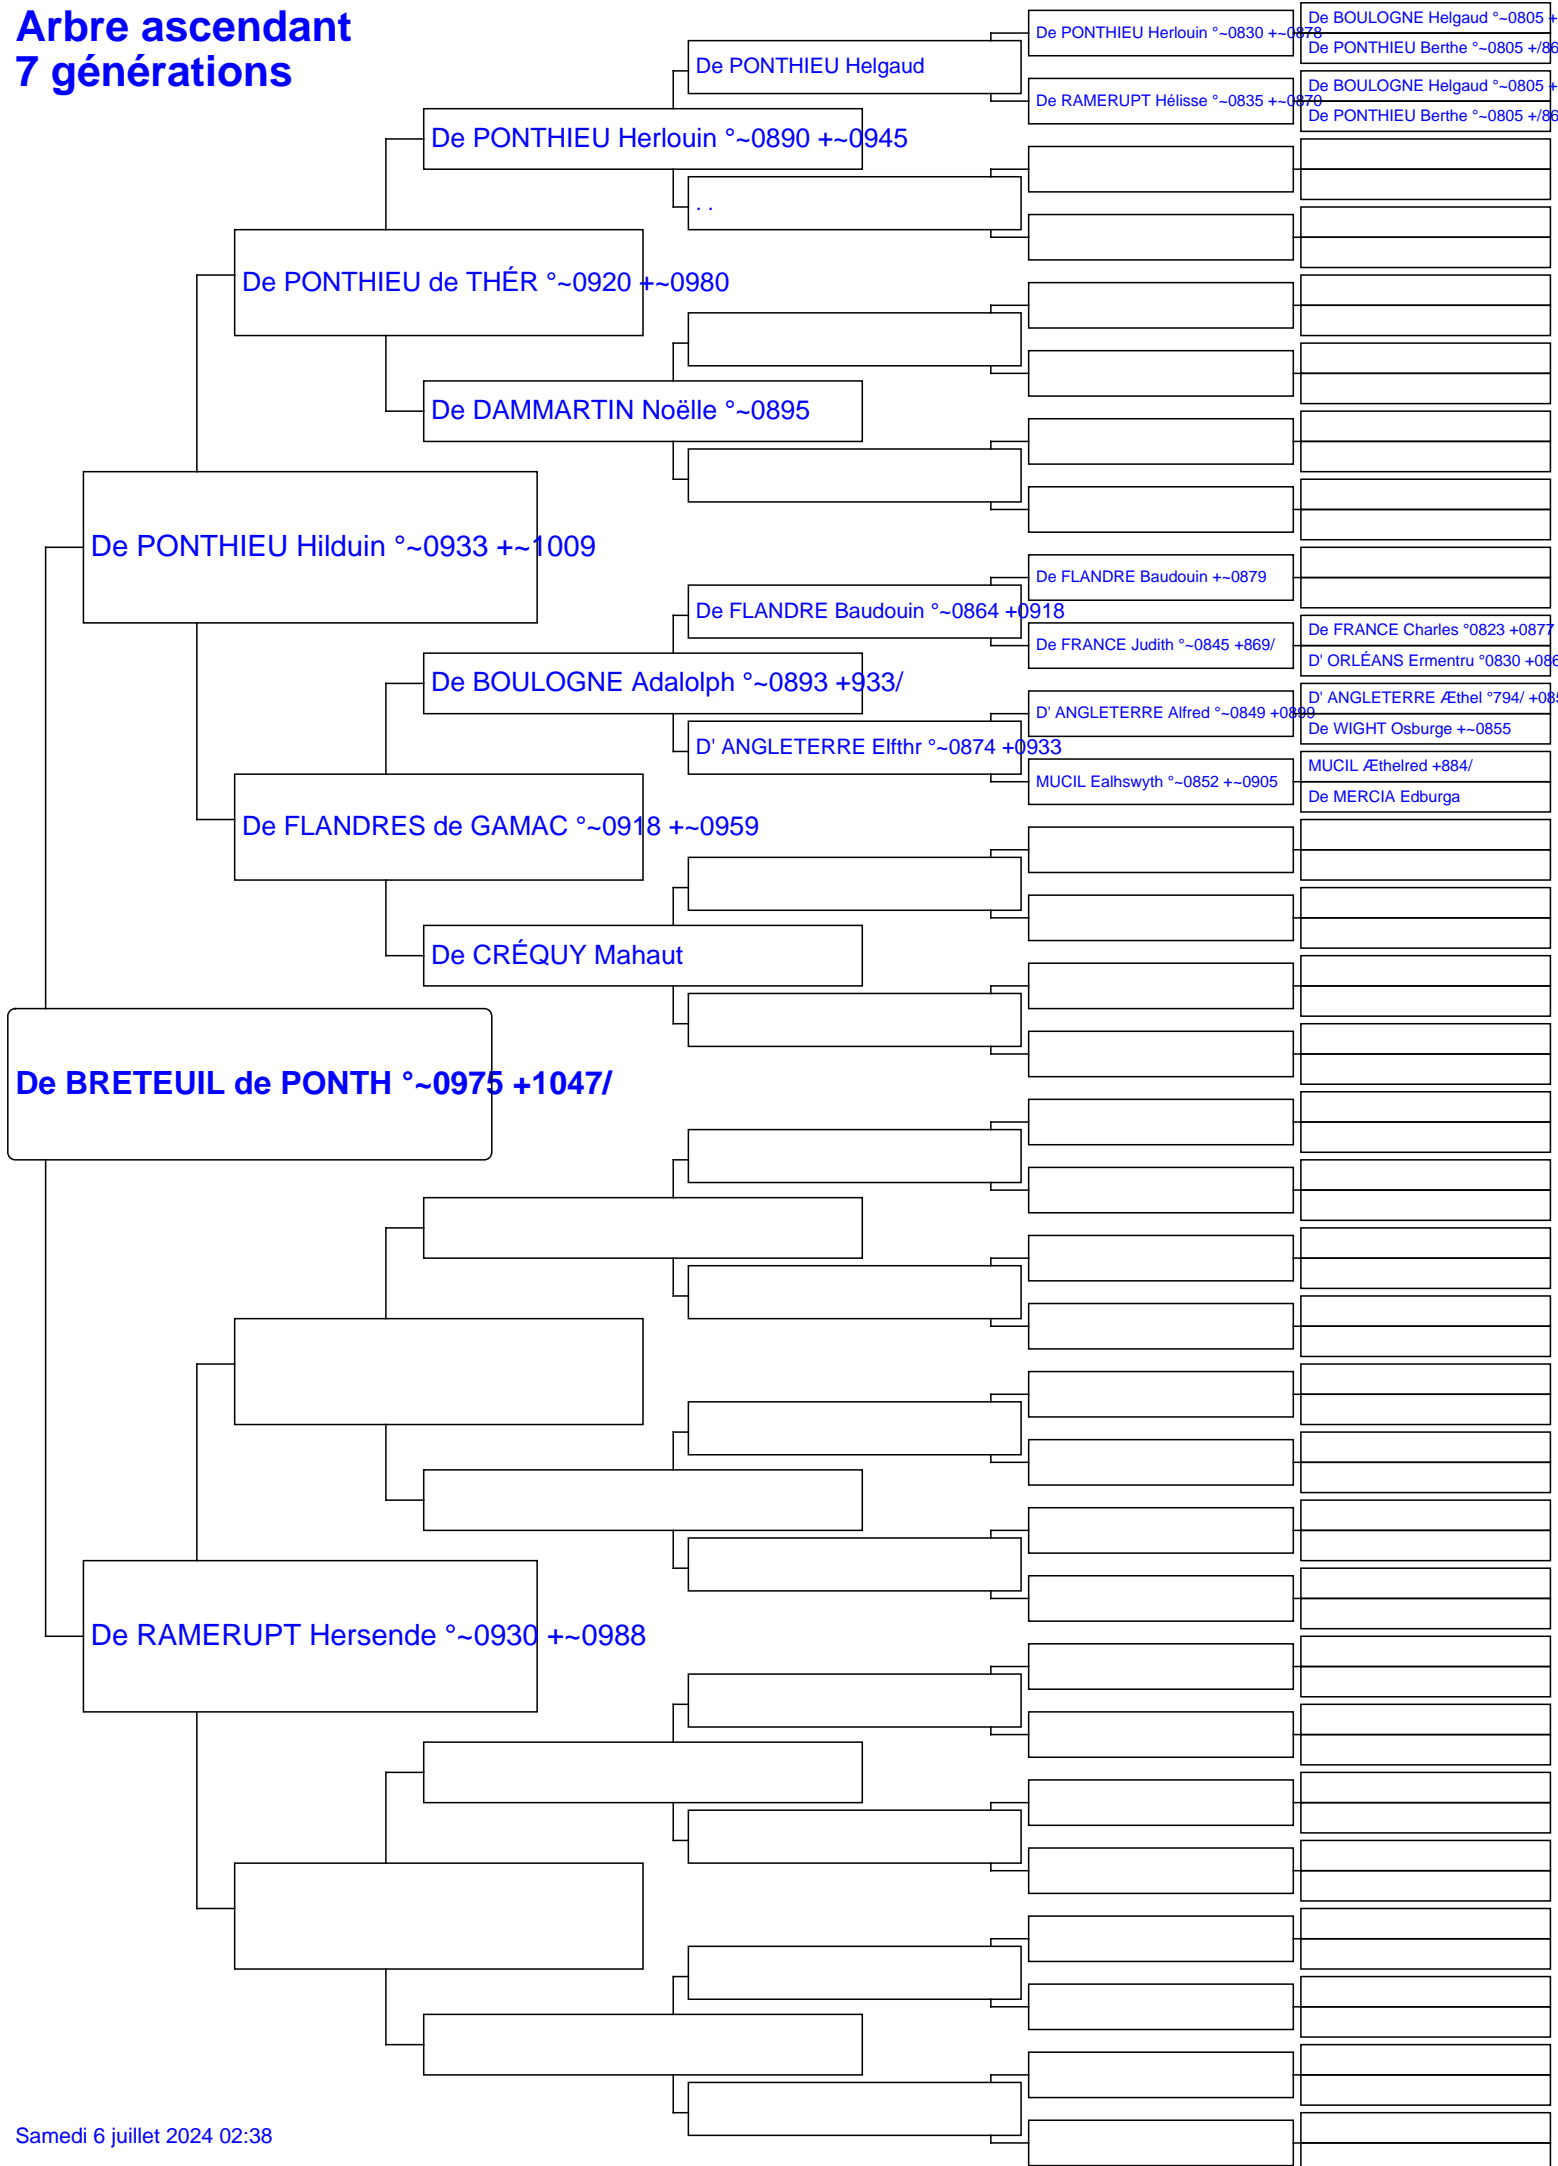 Arbre ascendant
7 générations
De BRETEUIL de PONTH °~0975 +1047/
De PONTHIEU Hilduin °~0933 +~1009
De RAMERUPT Hersende °~0930 +~0988
De PONTHIEU de THÉR °~0920 +~0980
De FLANDRES de GAMAC °~0918 +~0959
De PONTHIEU Herlouin °~0890 +~0945
De DAMMARTIN Noëlle °~0895
De BOULOGNE Adalolph °~0893 +933/
De CRÉQUY Mahaut
De PONTHIEU Helgaud
. .
De FLANDRE Baudouin °~0864 +0918
D' ANGLETERRE Elfthr °~0874 +0933
De PONTHIEU Herlouin °~0830 +~0878
De RAMERUPT Hélisse °~0835 +~0870
De FLANDRE Baudouin +~0879
De FRANCE Judith °~0845 +869/
D' ANGLETERRE Alfred °~0849 +0899
MUCIL Ealhswyth °~0852 +~0905
De BOULOGNE Helgaud °~0805 +
De PONTHIEU Berthe °~0805 +/86
De BOULOGNE Helgaud °~0805 +
De PONTHIEU Berthe °~0805 +/86
De FRANCE Charles °0823 +0877
D' ORLÉANS Ermentru °0830 +086
D' ANGLETERRE Æthel °794/ +085
De WIGHT Osburge +~0855
MUCIL Æthelred +884/
De MERCIA Edburga
Samedi 6 juillet 2024 02:38